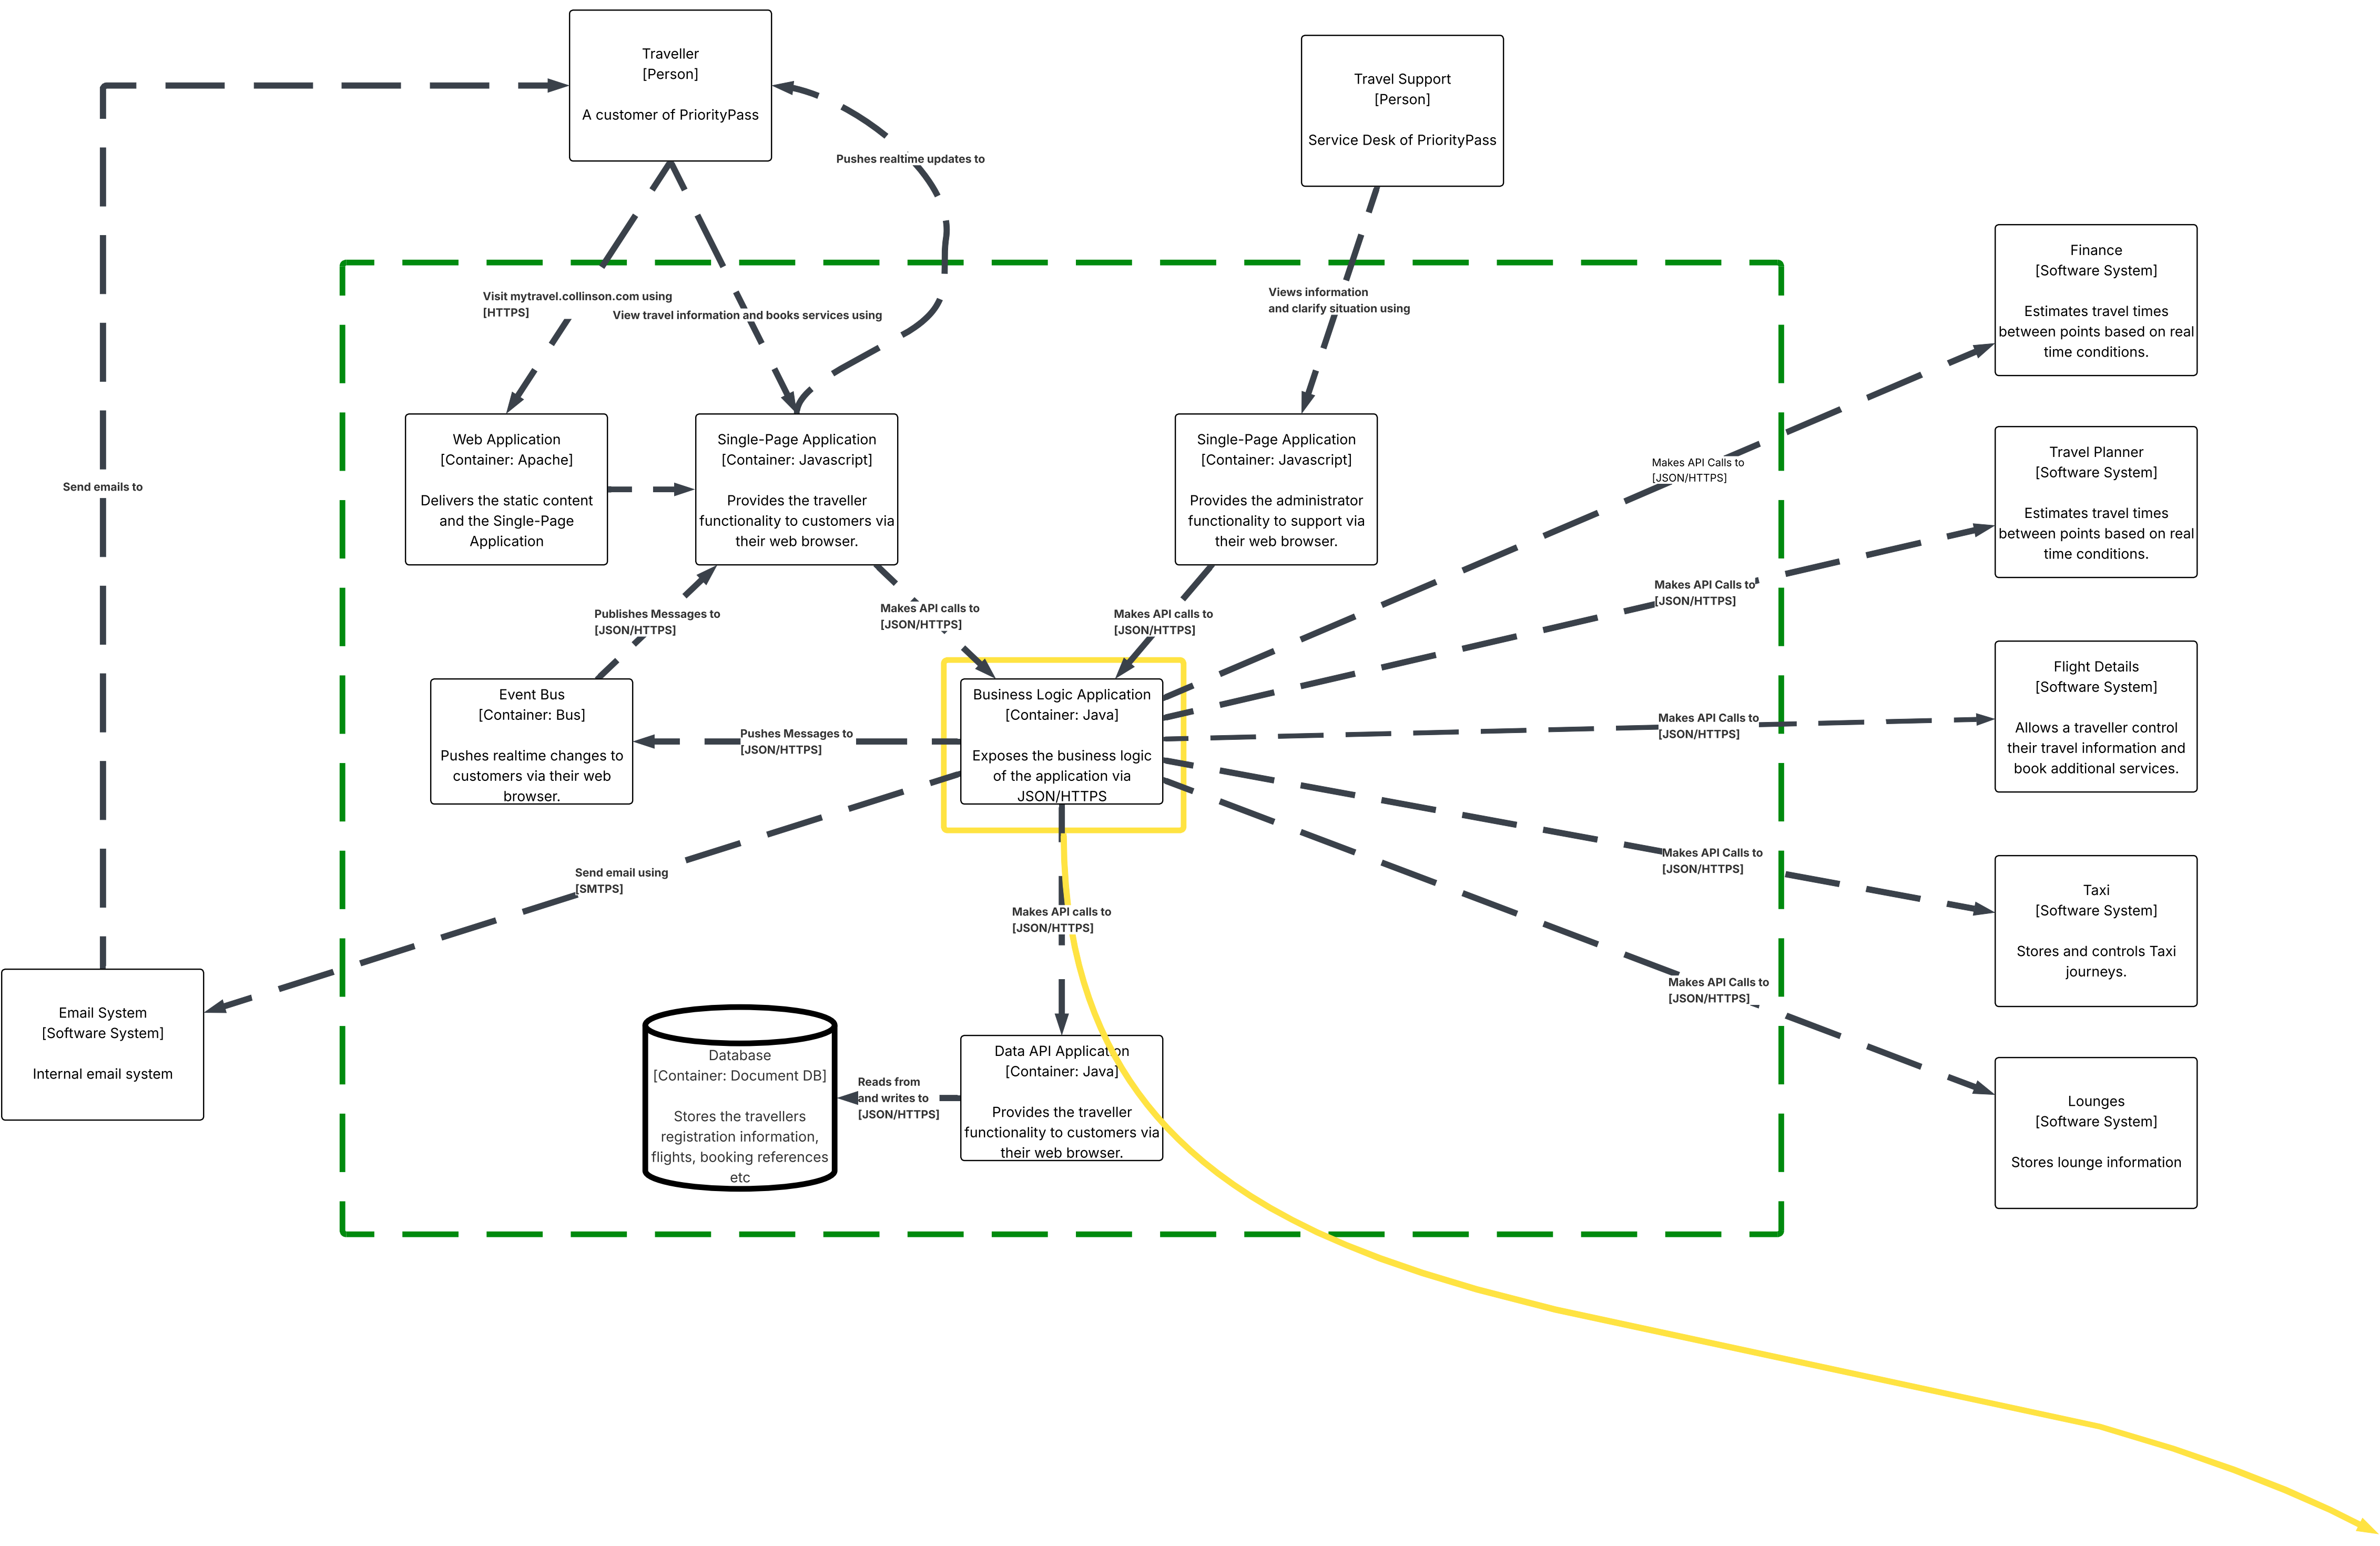 Traveller
[Person]
A customer of PriorityPass
Travel Support
[Person]
Service Desk of PriorityPass
Pushes realtime updates to
Finance
[Software System]
Estimates travel times
between points based on real
time conditions.
Visit mytravel.collinson.com using
[HTTPS]
View travel information and books services using
Views information
and clarify situation using
Web Application
[Container: Apache]
Delivers the static content
and the Single-Page
Application
Single-Page Application
[Container: Javascript]
Provides the traveller
functionality to customers via
their web browser.
Single-Page Application
[Container: Javascript]
Provides the administrator
functionality to support via
their web browser.
Makes API Calls to
[JSON/HTTPS]
Travel Planner
[Software System]
Estimates travel times
between points based on real
time conditions.
Send emails to
Publishes Messages to
[JSON/HTTPS]
Makes API calls to
[JSON/HTTPS]
Makes API calls to
[JSON/HTTPS]
Makes API Calls to
[JSON/HTTPS]
Event Bus
[Container: Bus]
Pushes realtime changes to
customers via their web
browser.
Pushes Messages to
[JSON/HTTPS]
Business Logic Application
[Container: Java]
Exposes the business logic
of the application via
JSON/HTTPS
Makes API Calls to
[JSON/HTTPS]
Flight Details
[Software System]
Allows a traveller control
their travel information and
book additional services.
Send email using
[SMTPS]
Makes API calls to
[JSON/HTTPS]
Makes API Calls to
[JSON/HTTPS]
Taxi
[Software System]
Stores and controls Taxi
journeys.
Makes API Calls to
[JSON/HTTPS]
Email System
[Software System]
Internal email system
Database
[Container: Document DB]
Stores the travellers
registration information,
flights, booking references
etc
Reads from
and writes to
[JSON/HTTPS]
Data API Application
[Container: Java]
Provides the traveller
functionality to customers via
their web browser.
Lounges
[Software System]
Stores lounge information